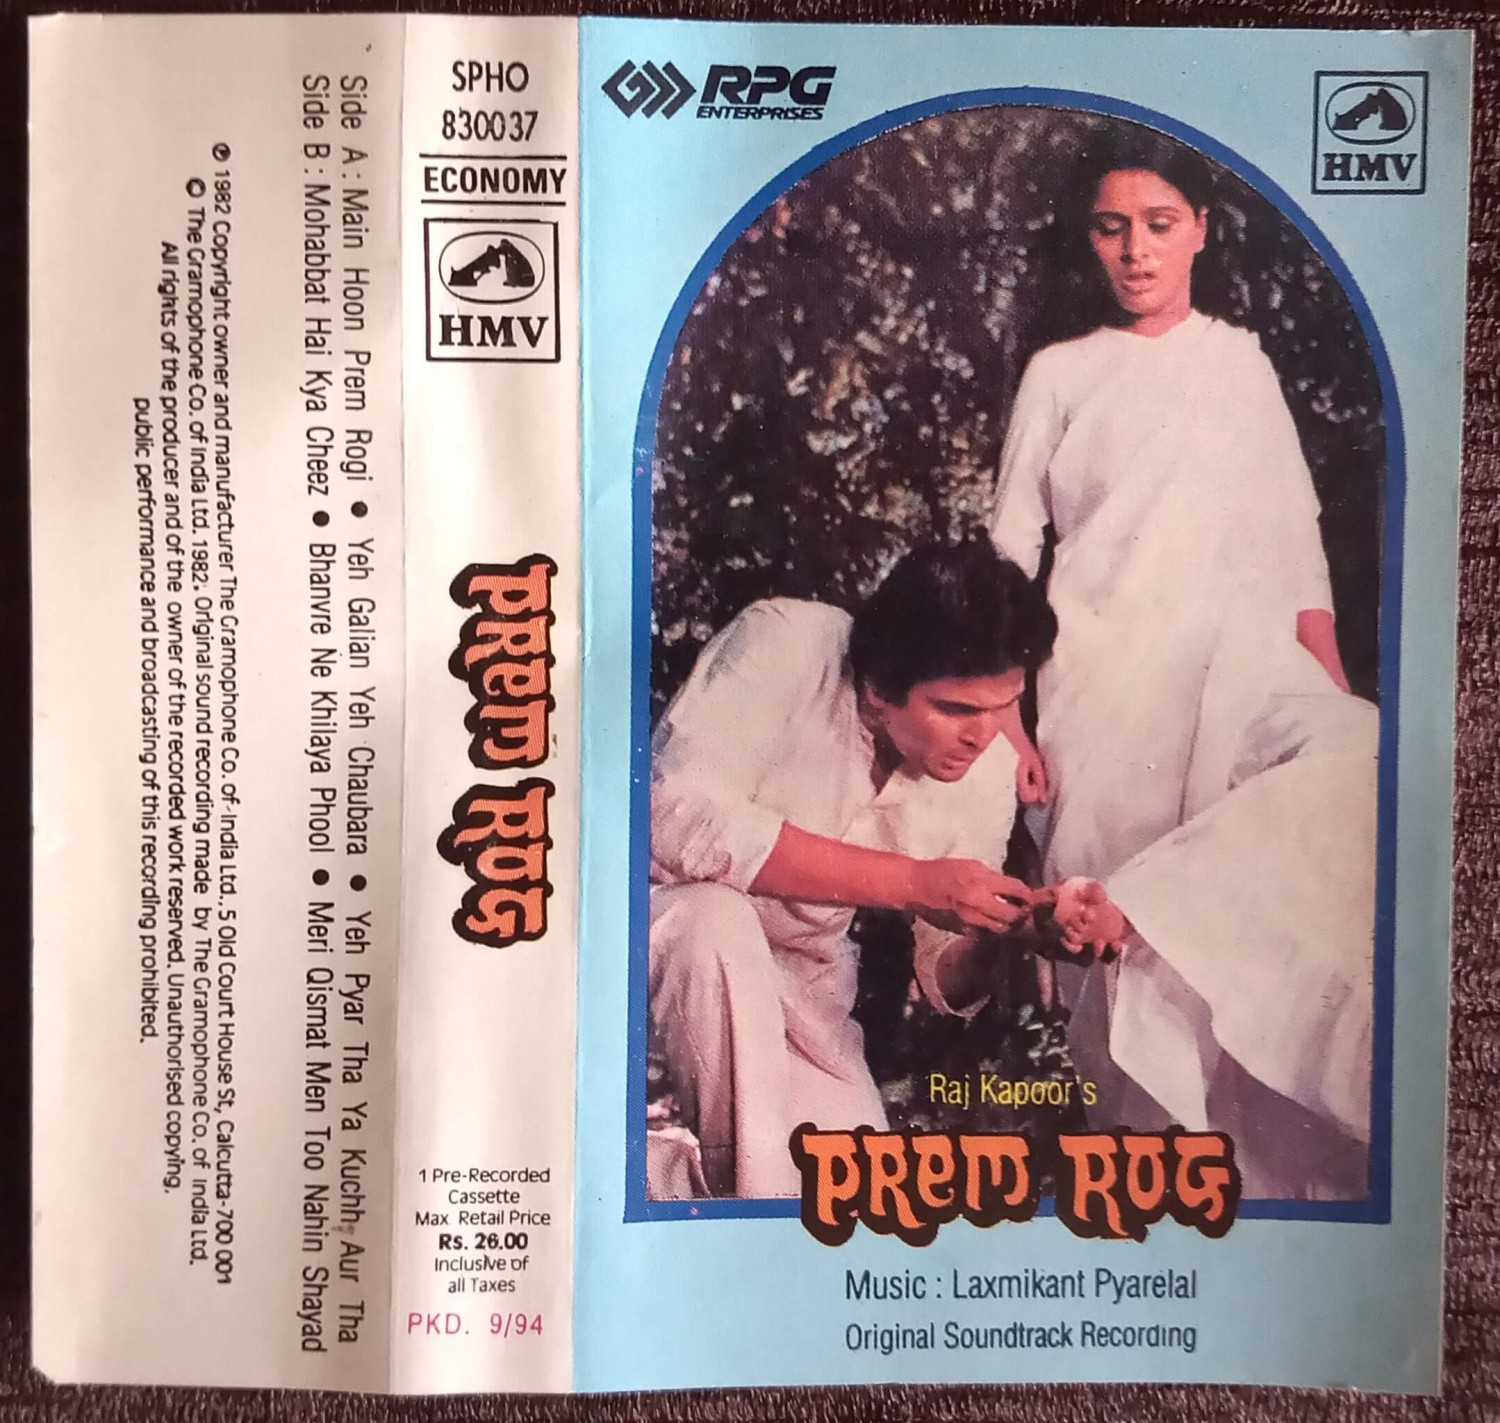 Side A : Main Hoon Prem Rogi ● Yeh Galian Yeh Chaubara ● Yeh Pyar Tha Ya Kuchh Aur Tha
Side B : Mohabbat Hai Kya Cheez ● Bhanvre Ne Khilaya Phool ● Meri Qismat Men Too Nahin Shayad
℗ 1982 Copyright owner and manufacturer The Gramophone Co. of India Ltd., 5 Old Court House St, Calcutta-700 001
© The Gramophone Co. of India Ltd. 1982. Original sound recording made by The Gramophone Co. of India Ltd.
All rights of the producer and of the owner of the recorded work reserved. Unauthorised copying,
public performance and broadcasting of this recording prohibited.
SPHO
830037
ECONOMY
HMV
PREM ROG
1 Pre-Recorded
Cassette
Max. Retail Price
Rs. 26.00
Inclusive of
all Taxes
PKD. 9/94
RPG
ENTERPRISES
HMV
Raj Kapoor's
PREM ROG
Music : Laxmikant Pyarelal
Original Soundtrack Recording